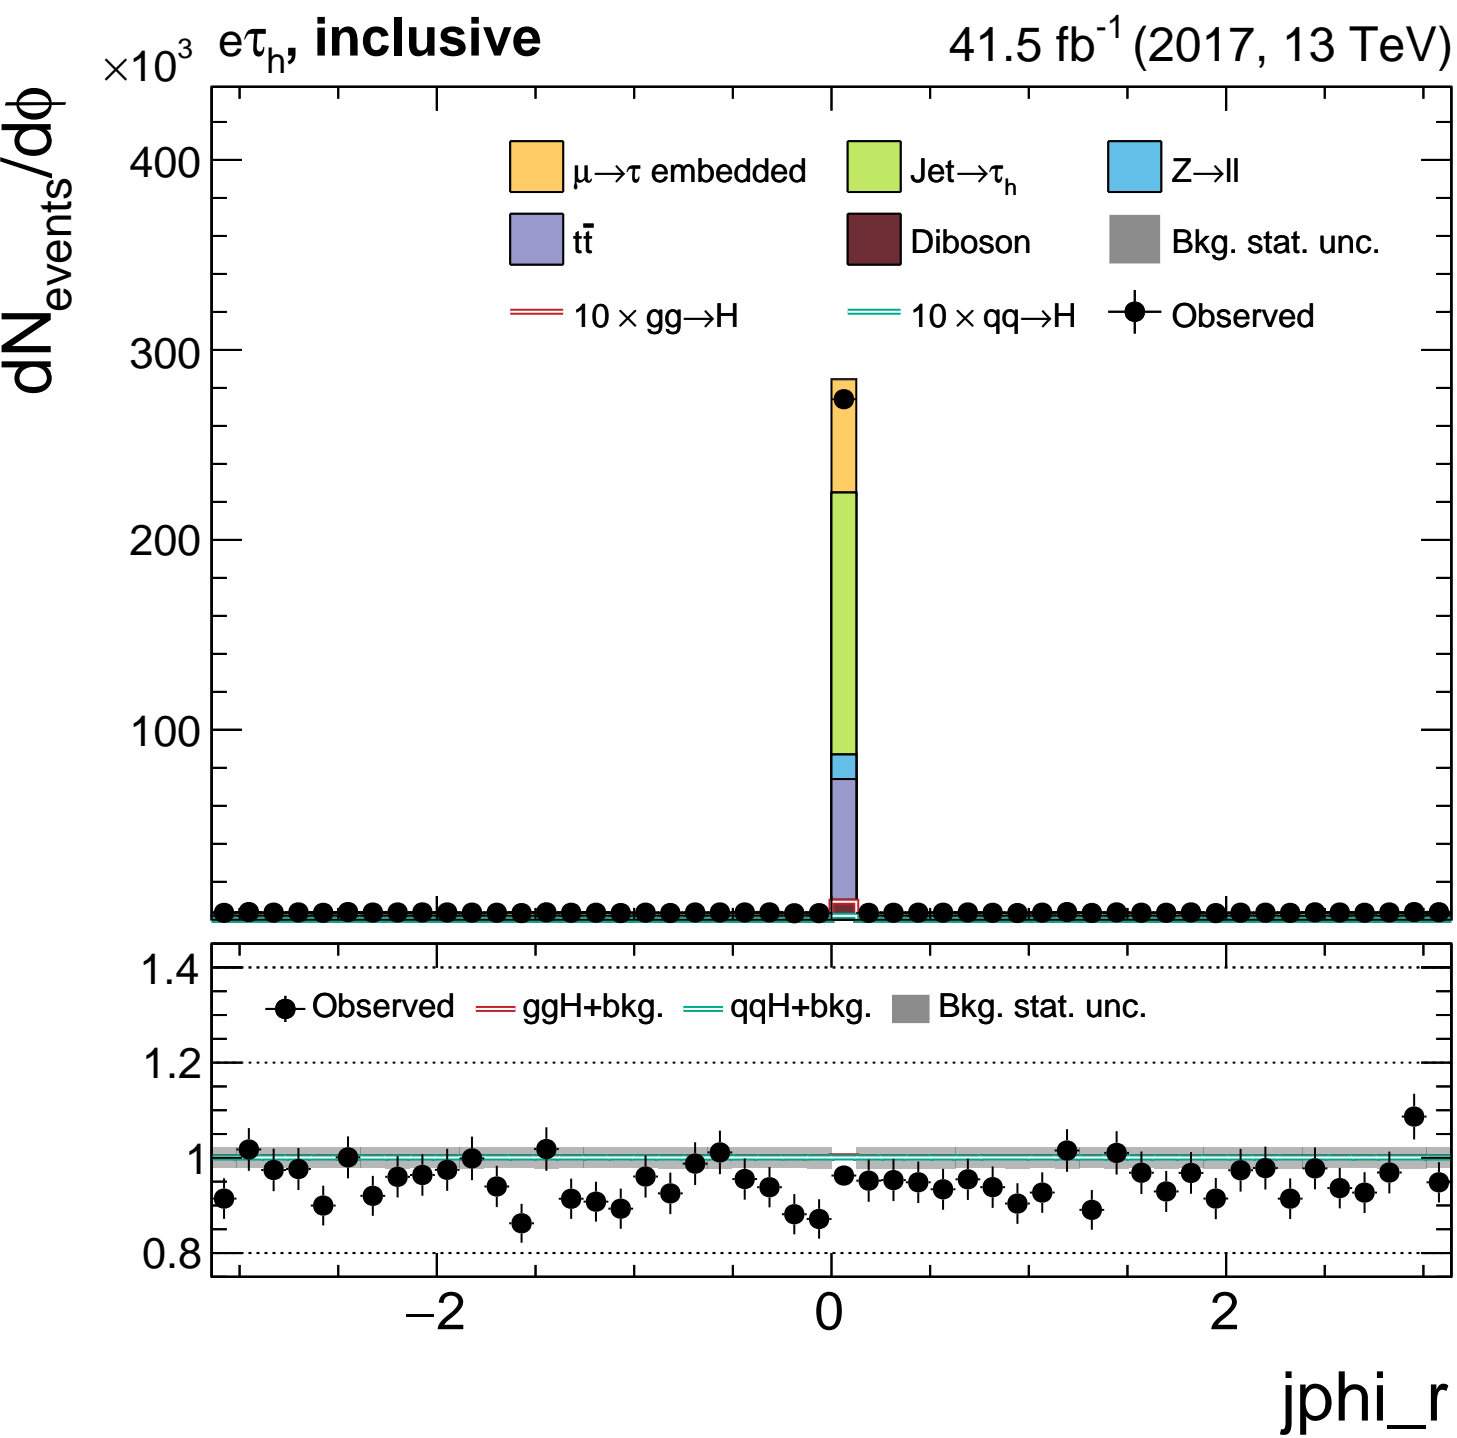 ×10³ eτₕ, inclusive 41.5 fb⁻¹ (2017, 13 TeV)
dN_events/dϕ
400
300
200
100
μ→τ embedded Jet→τₕ Z→ll
tt̄ Diboson Bkg. stat. unc.
10 × gg→H 10 × qq→H Observed
1.4
Observed ggH+bkg. qqH+bkg. Bkg. stat. unc.
1.2
1
0.8
−2 0 2
jphi_r